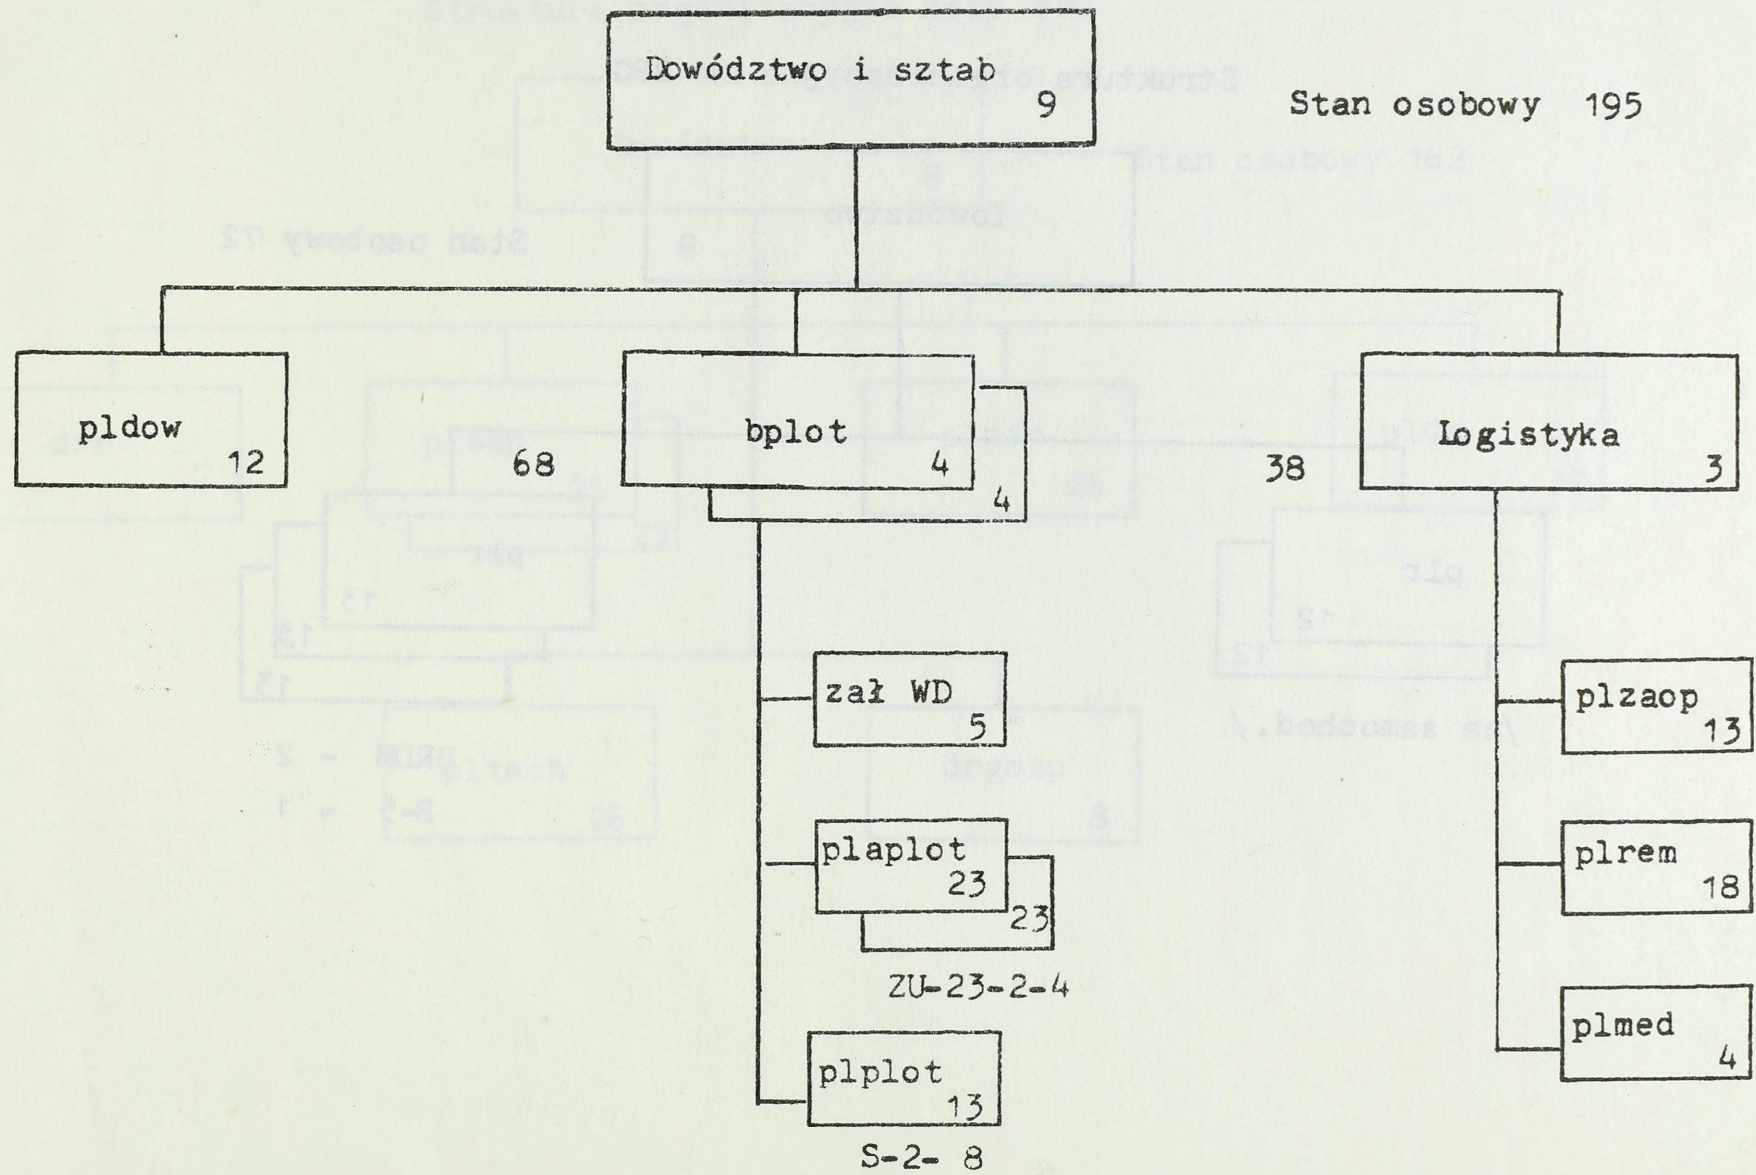 Dowództwo i sztab
9
Stan osobowy 195
pldow
12
68
bplot
4
4
38
Logistyka
3
zał WD
5
plaplot
23
23
ZU-23-2-4
plplot
13
S-2- 8
plzaop
13
plrem
18
plmed
4